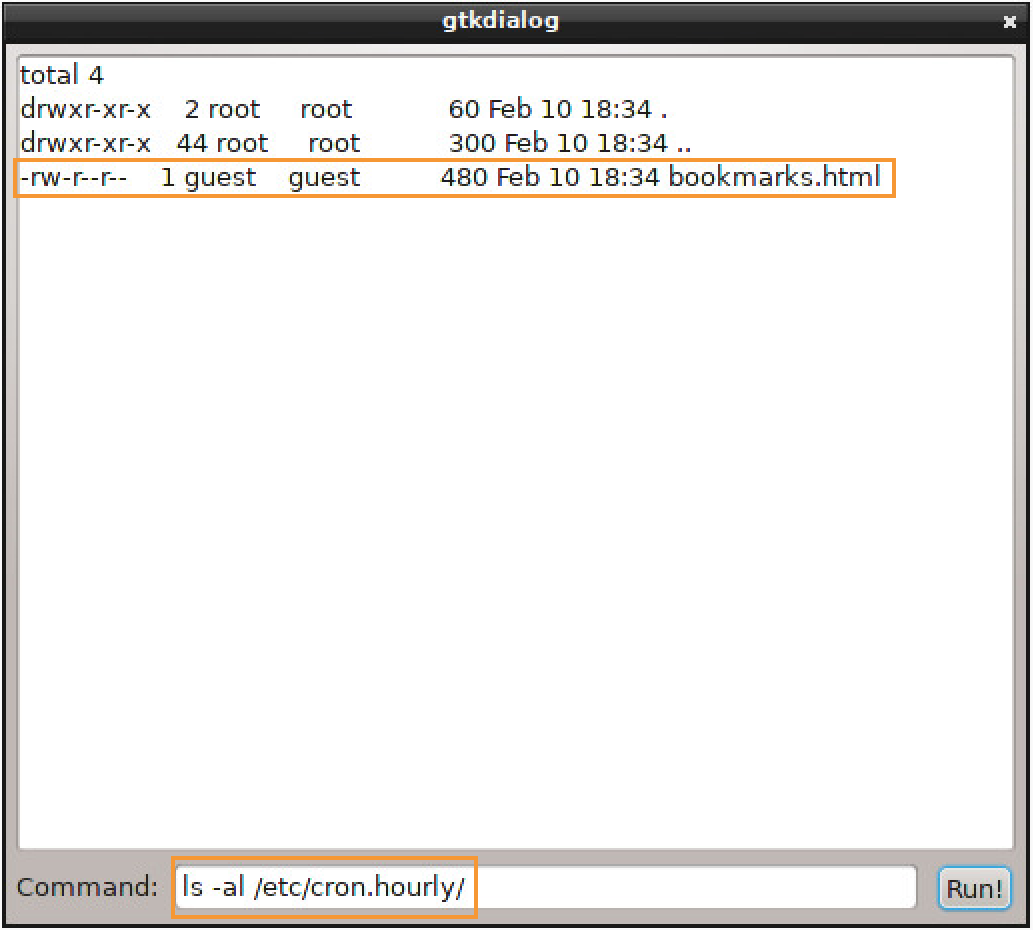 gtkdialog
total 4
drwxr-xr-x 2 root root 60 Feb 10 18:34 .
drwxr-xr-x 44 root root 300 Feb 10 18:34 ..
-rw-r--r-- 1 guest guest 480 Feb 10 18:34 bookmarks.html
Command: ls -al /etc/cron.hourly/ Run!